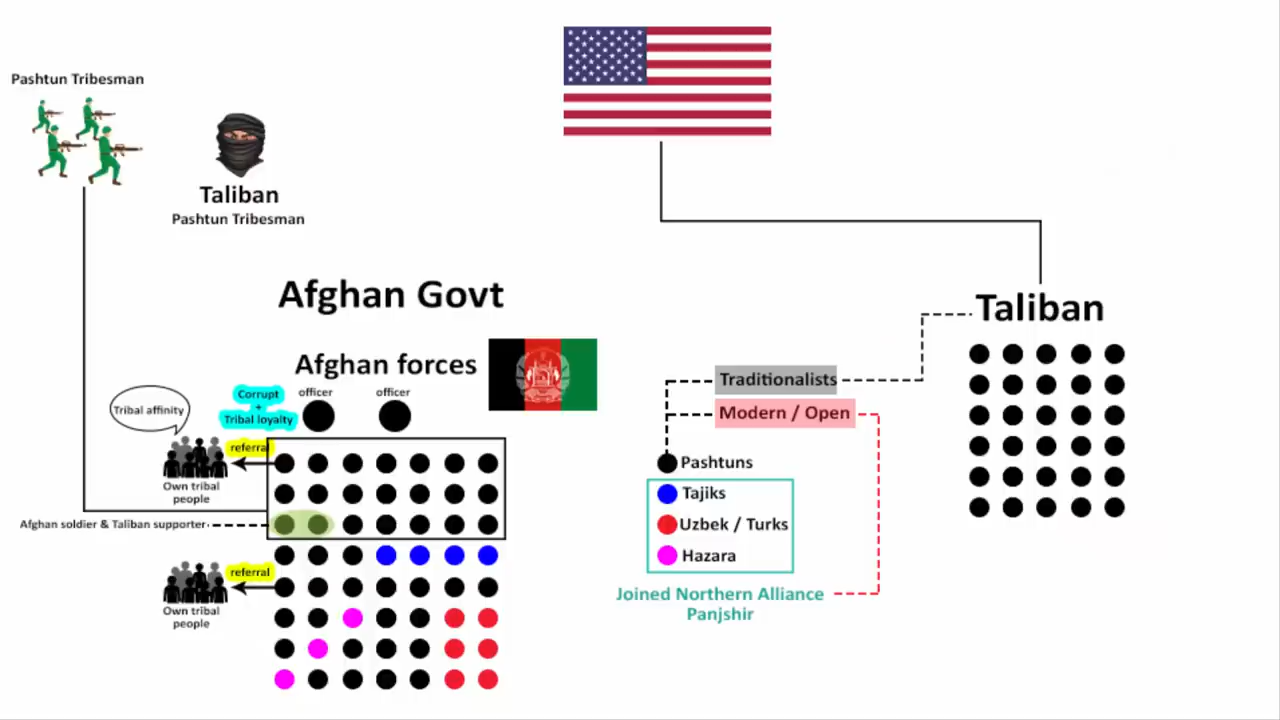 Pashtun Tribesman
Taliban
Pashtun Tribesman
Afghan Govt
Afghan forces
officer
officer
Corrupt
+
Tribal loyalty
Tribal affinity
referral
Own tribal
people
Afghan soldier & Taliban supporter
referral
Own tribal
people
Taliban
Traditionalists
Modern / Open
Pashtuns
Tajiks
Uzbek / Turks
Hazara
Joined Northern Alliance
Panjshir